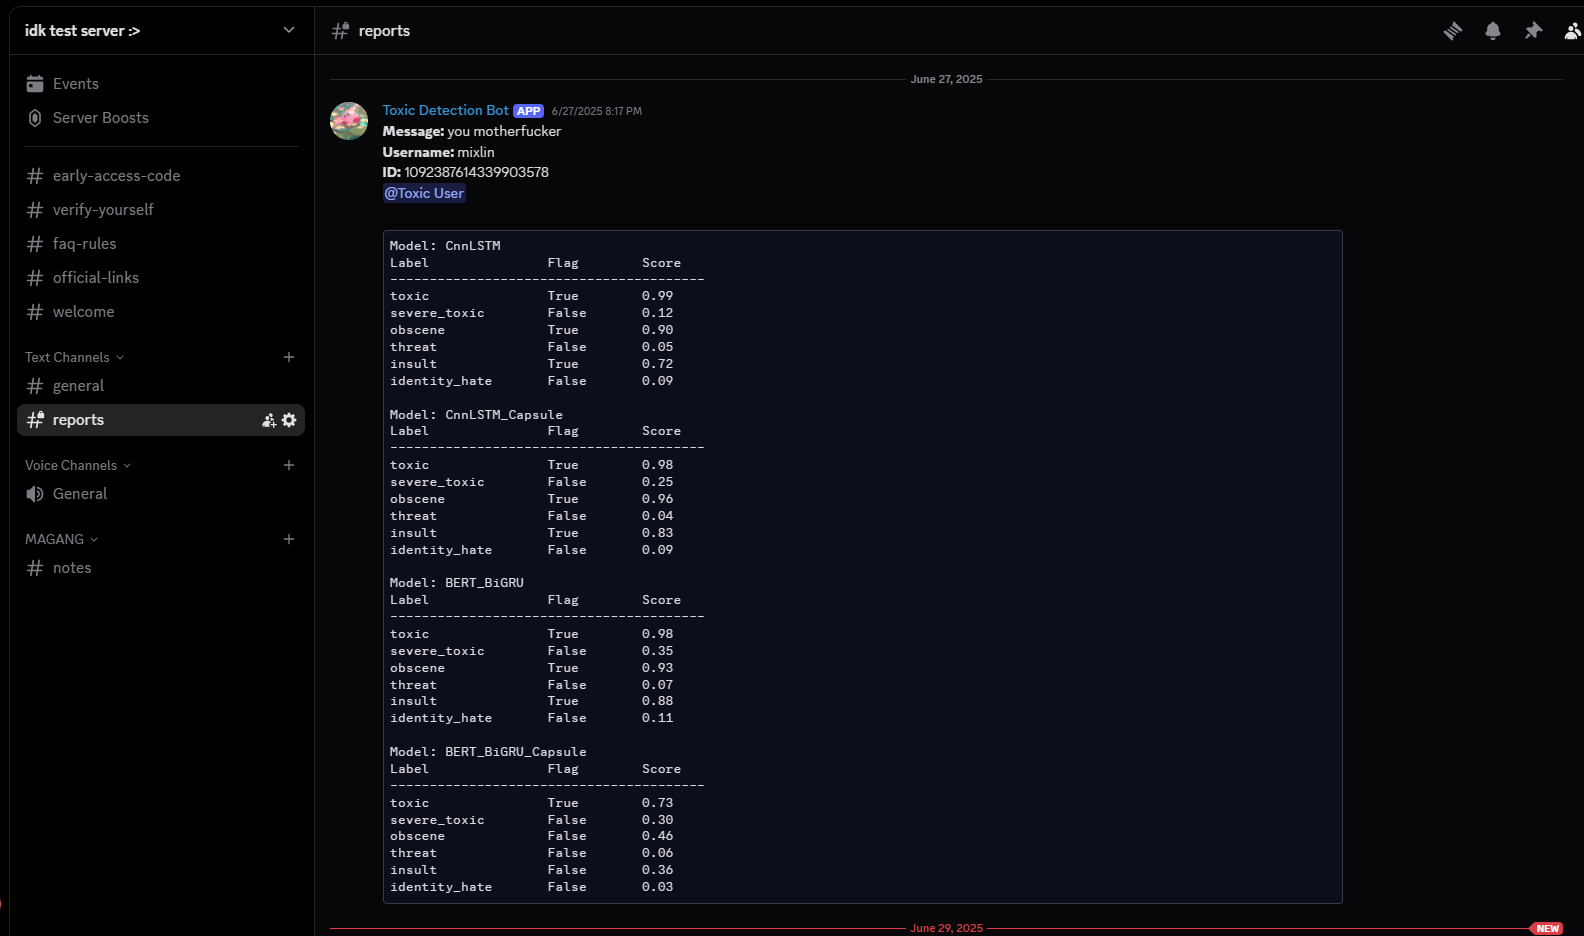 idk test server :>
Events
Server Boosts
early-access-code
verify-yourself
faq-rules
official-links
welcome
Text Channels
general
reports
Voice Channels
General
MAGANG
notes
reports
June 27, 2025
Toxic Detection Bot APP 6/27/2025 8:17 PM
Message: you motherfucker
Username: mixlin
ID: 1092387614339903578
@Toxic User
Model: CnnLSTM
Label Flag Score
----------------------------------------
toxic True 0.99
severe_toxic False 0.12
obscene True 0.90
threat False 0.05
insult True 0.72
identity_hate False 0.09
Model: CnnLSTM_Capsule
Label Flag Score
----------------------------------------
toxic True 0.98
severe_toxic False 0.25
obscene True 0.96
threat False 0.04
insult True 0.83
identity_hate False 0.09
Model: BERT_BiGRU
Label Flag Score
----------------------------------------
toxic True 0.98
severe_toxic False 0.35
obscene True 0.93
threat False 0.07
insult True 0.88
identity_hate False 0.11
Model: BERT_BiGRU_Capsule
Label Flag Score
----------------------------------------
toxic True 0.73
severe_toxic False 0.30
obscene False 0.46
threat False 0.06
insult False 0.36
identity_hate False 0.03
June 29, 2025 NEW